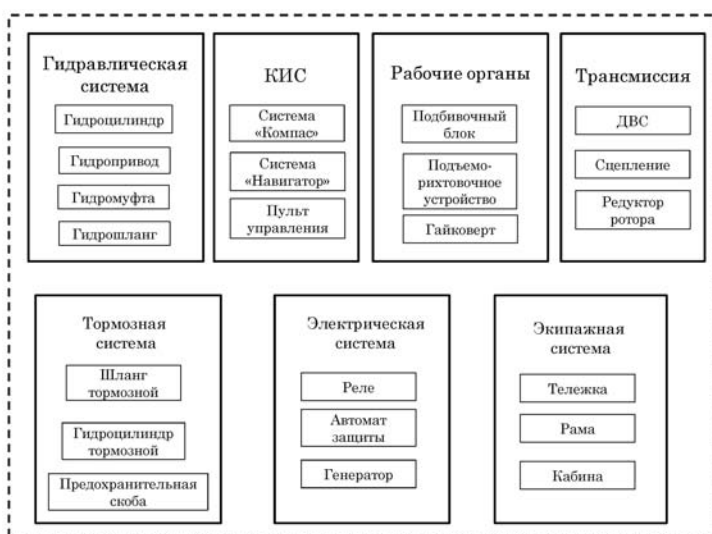 Гидравлическая
система
Гидроцилиндр
Гидропривод
Гидромуфта
Гидрошланг
КИС
Система
«Компас»
Система
«Навигатор»
Пульт
управления
Рабочие органы
Подбивочный
блок
Подъемо-
рихтовочное
устройство
Гайковерт
Трансмиссия
ДВС
Сцепление
Редуктор
ротора
Тормозная
система
Шланг
тормозной
Гидроцилиндр
тормозной
Предохранительная
скоба
Электрическая
система
Реле
Автомат
защиты
Генератор
Экипажная
система
Тележка
Рама
Кабина